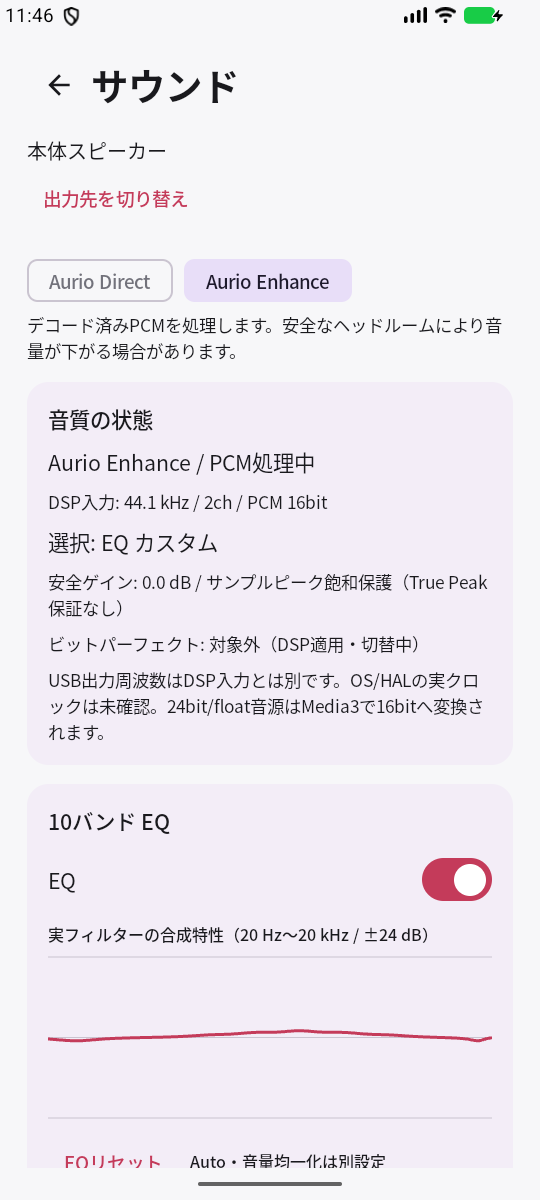 11:46
サウンド
本体スピーカー
出力先を切り替え
Aurio Direct
Aurio Enhance
デコード済みPCMを処理します。安全なヘッドルームにより音
量が下がる場合があります。
音質の状態
Aurio Enhance / PCM処理中
DSP入力: 44.1 kHz / 2ch / PCM 16bit
選択: EQ カスタム
安全ゲイン: 0.0 dB / サンプルピーク飽和保護（True Peak
保証なし）
ビットパーフェクト: 対象外（DSP適用・切替中）
USB出力周波数はDSP入力とは別です。OS/HALの実クロ
ックは未確認。24bit/float音源はMedia3で16bitへ変換さ
れます。
10バンド EQ
EQ
実フィルターの合成特性（20 Hz〜20 kHz / ±24 dB）
EQリセット
Auto・音量均一化は別設定